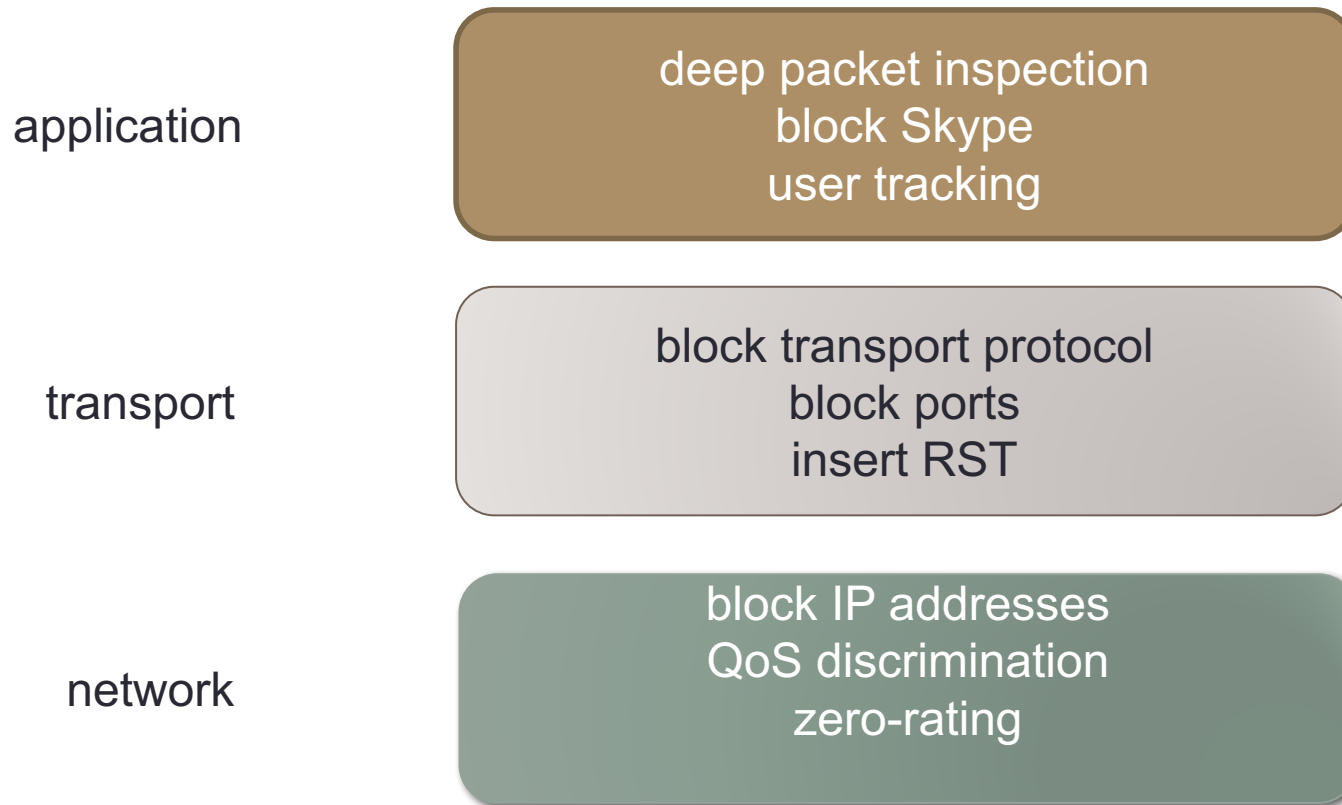 application
deep packet inspection
block Skype
user tracking
transport
block transport protocol
block ports
insert RST
network
block IP addresses
QoS discrimination
zero-rating